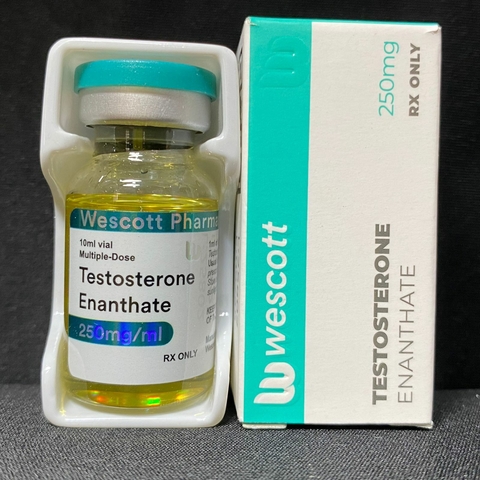 Wescott Pharma
10ml vial
Multiple-Dose
Testosterone
Enanthate
250mg/ml
RX ONLY
wescott
250mg
RX ONLY
TESTOSTERONE
ENANTHATE